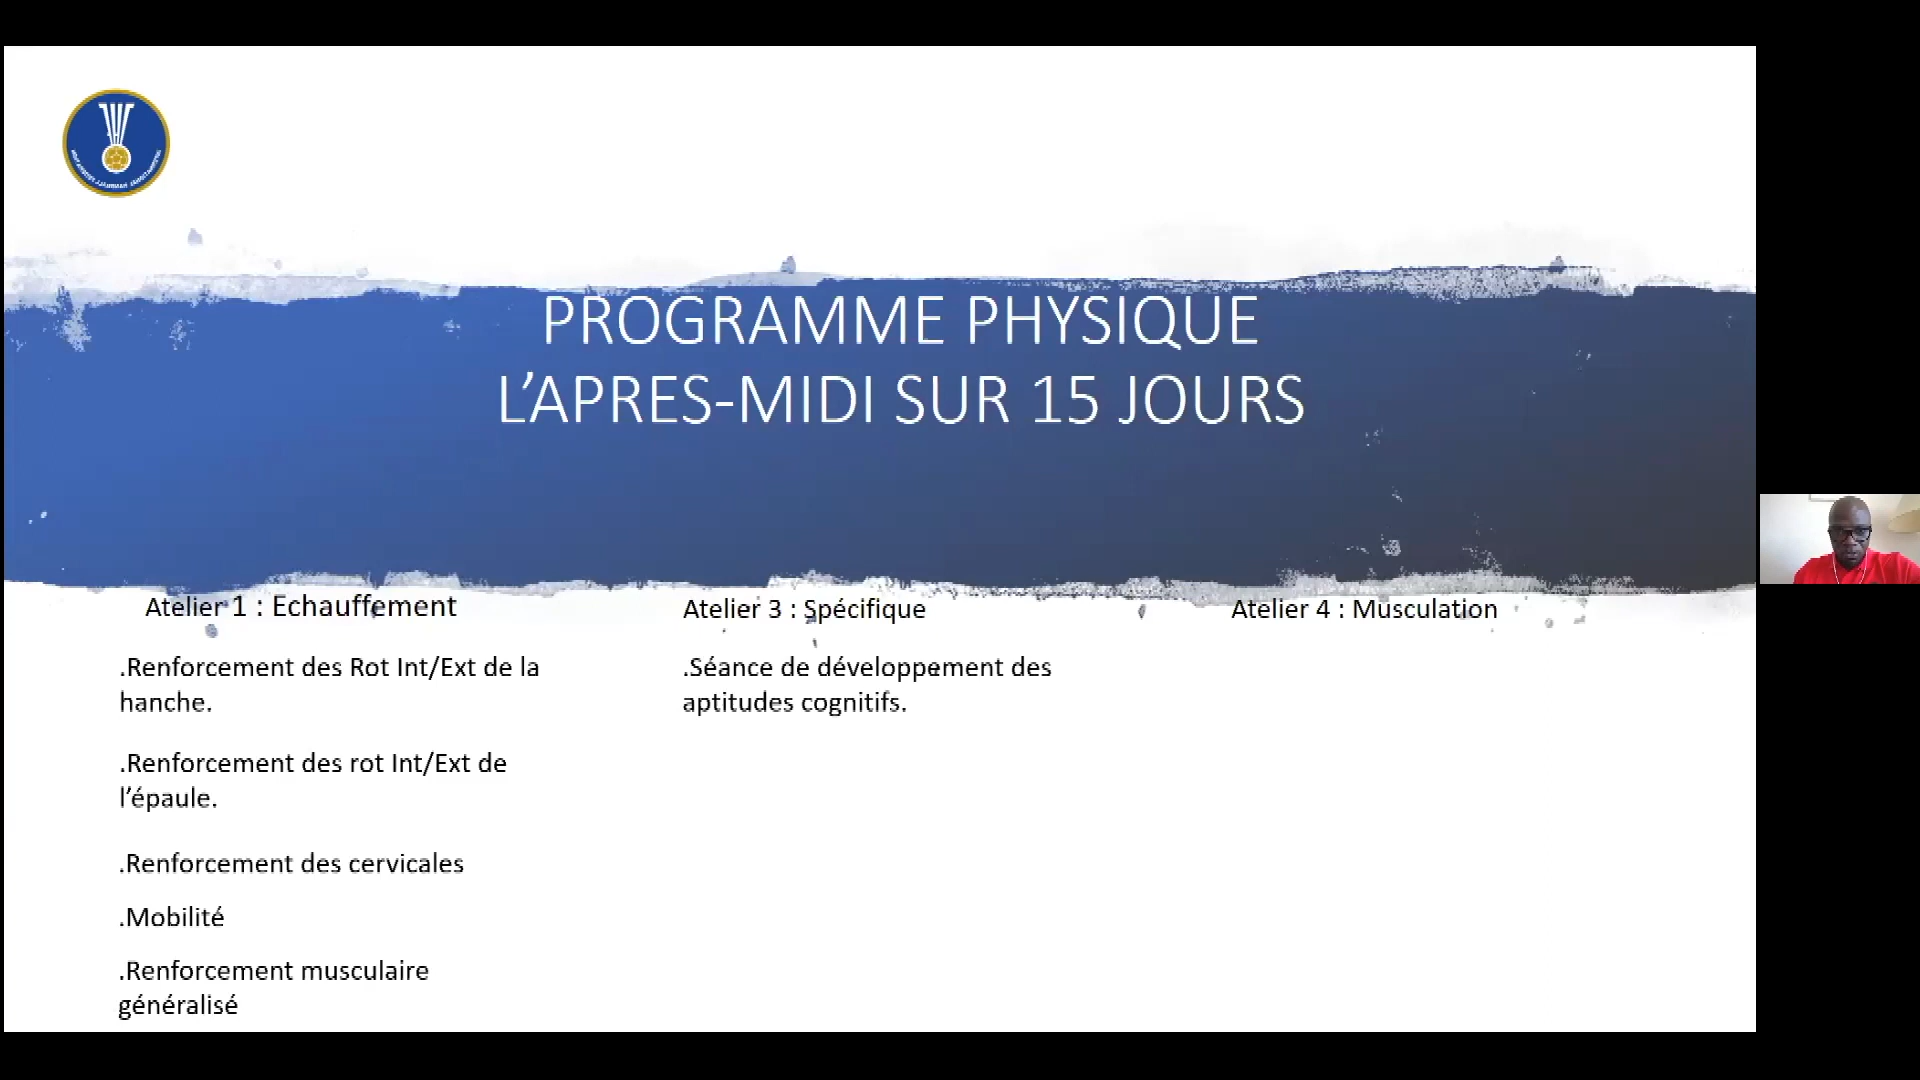 PROGRAMME PHYSIQUE
L’APRES-MIDI SUR 15 JOURS
Atelier 1 : Echauffement
.Renforcement des Rot Int/Ext de la
hanche.
.Renforcement des rot Int/Ext de
l’épaule.
.Renforcement des cervicales
.Mobilité
.Renforcement musculaire
généralisé
Atelier 3 : Spécifique
.Séance de développement des
aptitudes cognitifs.
Atelier 4 : Musculation